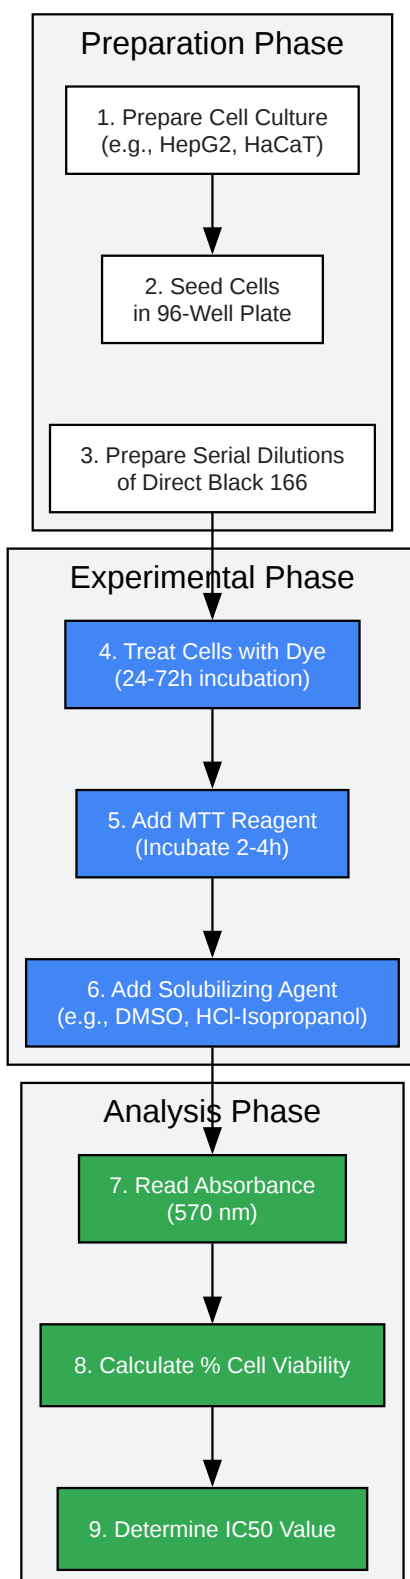 Preparation Phase
1. Prepare Cell Culture
(e.g., HepG2, HaCaT)
2. Seed Cells
in 96-Well Plate
3. Prepare Serial Dilutions
of Direct Black 166
Experimental Phase
4. Treat Cells with Dye
(24-72h incubation)
5. Add MTT Reagent
(Incubate 2-4h)
6. Add Solubilizing Agent
(e.g., DMSO, HCl-Isopropanol)
Analysis Phase
7. Read Absorbance
(570 nm)
8. Calculate % Cell Viability
9. Determine IC50 Value